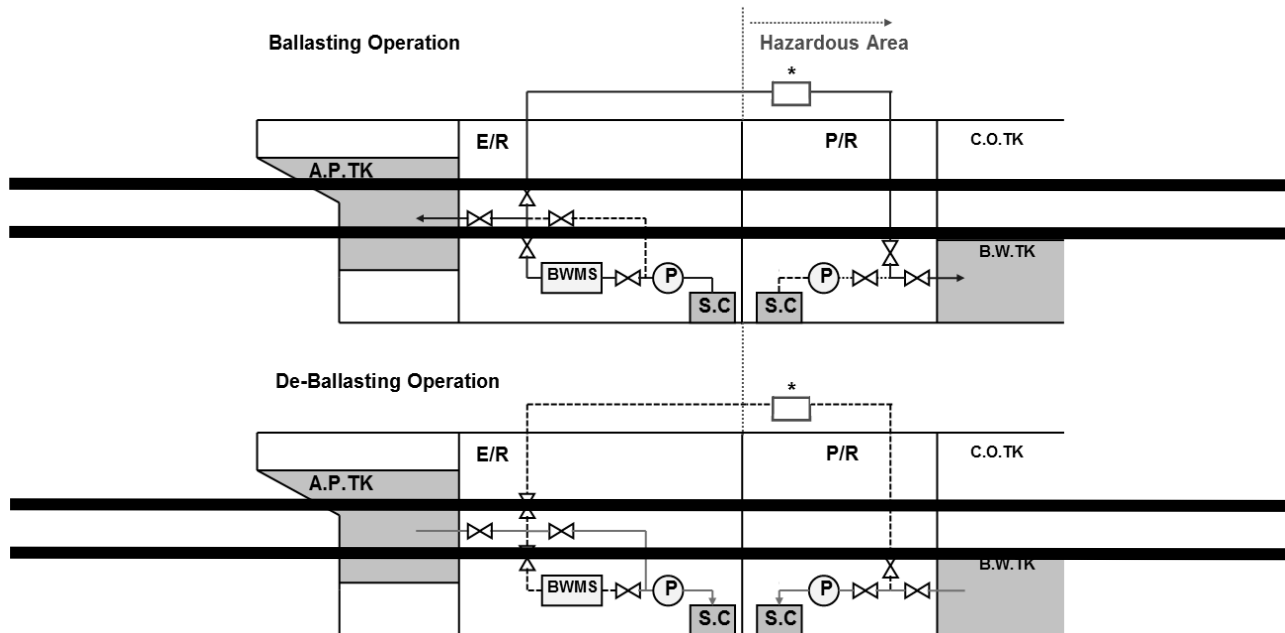 Ballasting Operation
Hazardous Area
*
E/R
P/R
C.O.TK
A.P.TK
B.W.TK
BWMS
P
P
S.C
S.C
De-Ballasting Operation
*
E/R
P/R
C.O.TK
A.P.TK
B.W.TK
BWMS
P
P
S.C
S.C